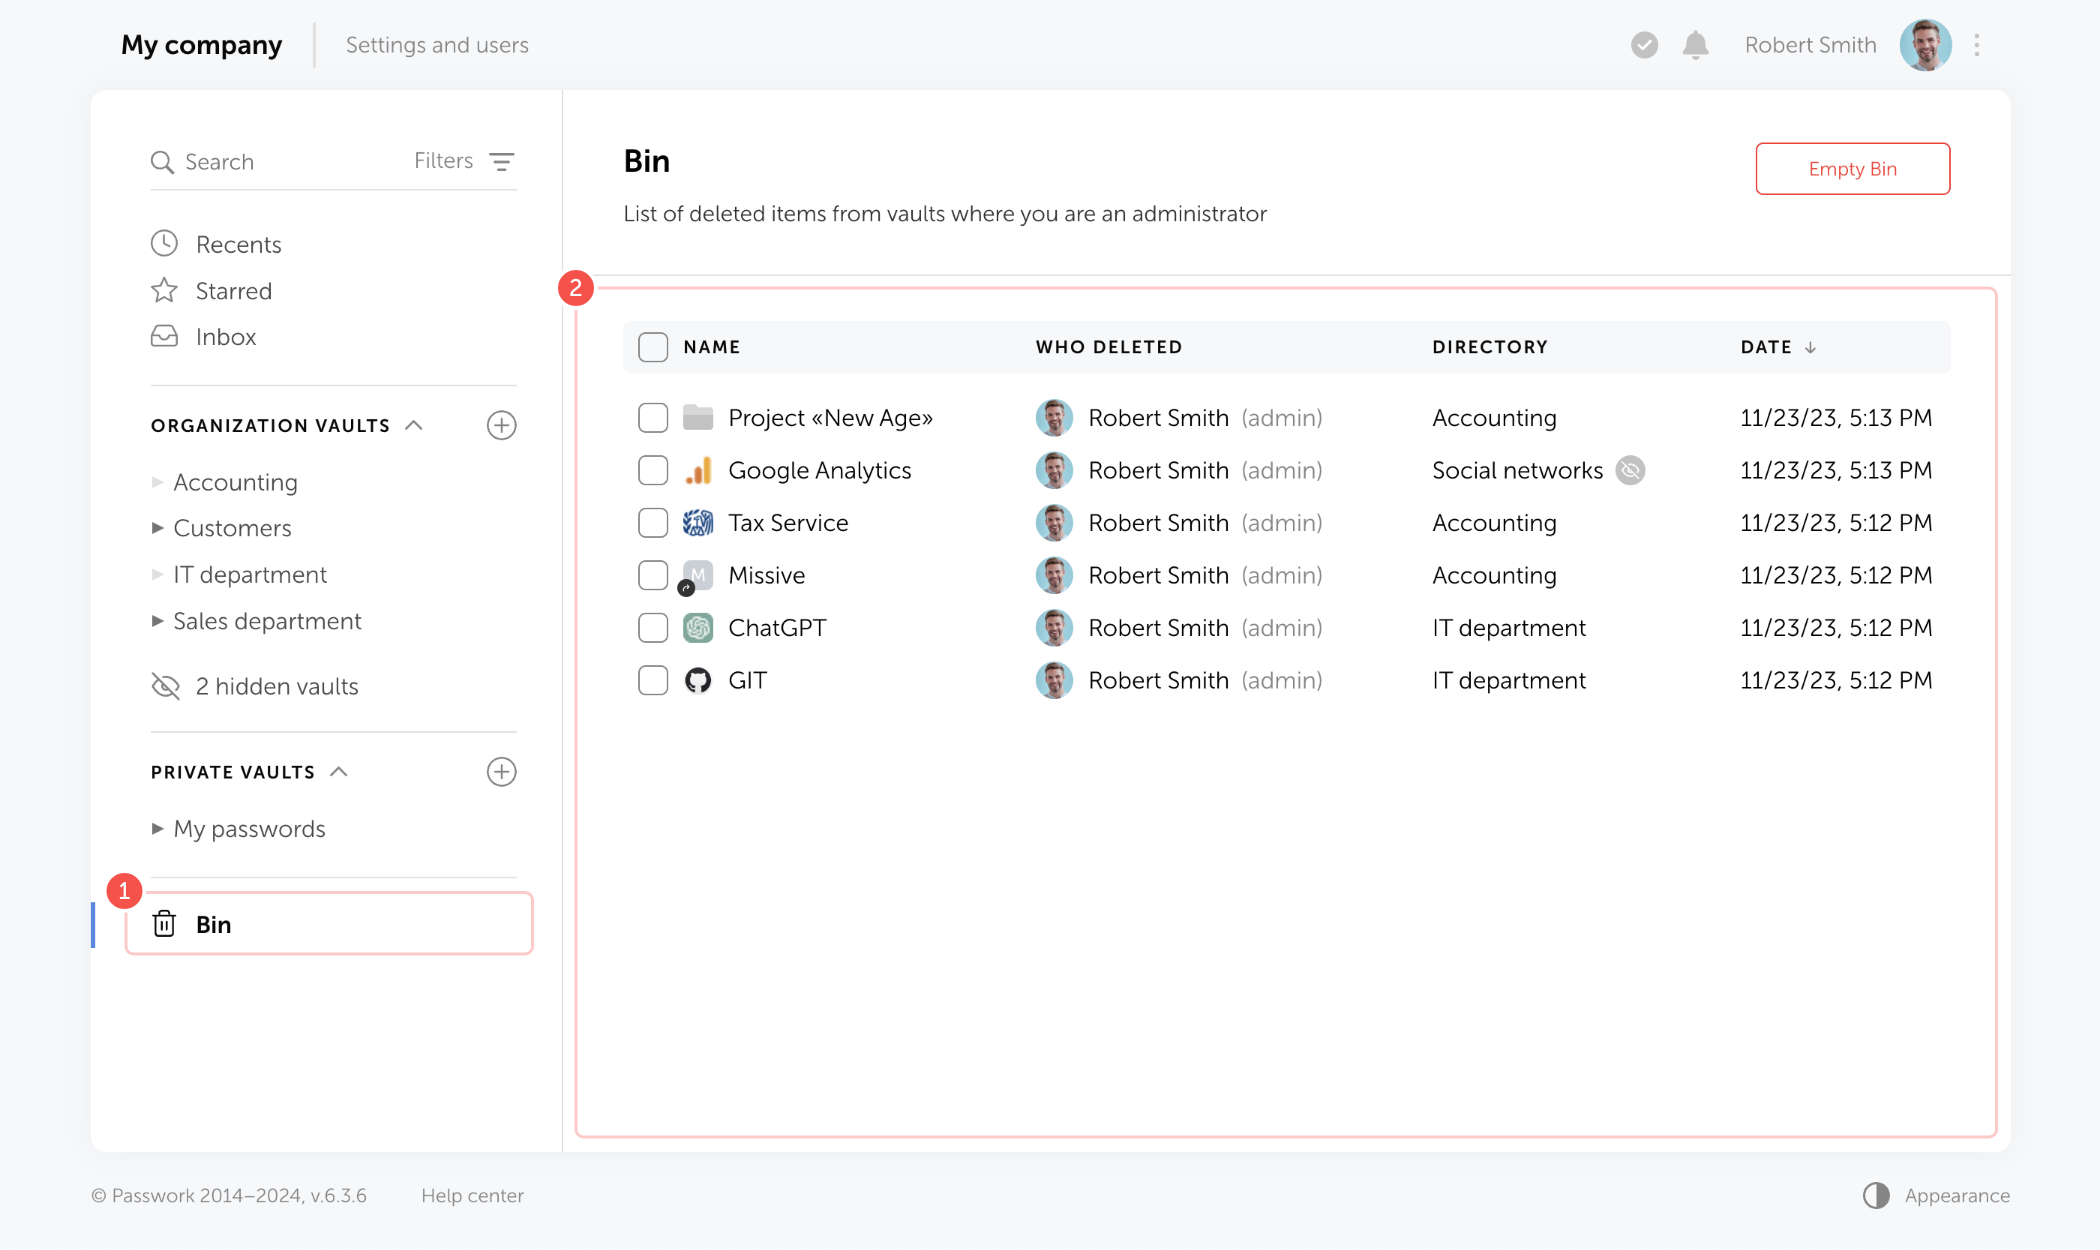 My company
Settings and users
Robert Smith
Search
Filters
Recents
Starred
Inbox
ORGANIZATION VAULTS
Accounting
Customers
IT department
Sales department
2 hidden vaults
PRIVATE VAULTS
My passwords
1
Bin
Bin
Empty Bin
List of deleted items from vaults where you are an administrator
2
NAME WHO DELETED DIRECTORY DATE
Project «New Age» Robert Smith (admin) Accounting 11/23/23, 5:13 PM
Google Analytics Robert Smith (admin) Social networks 11/23/23, 5:13 PM
Tax Service Robert Smith (admin) Accounting 11/23/23, 5:12 PM
M Missive Robert Smith (admin) Accounting 11/23/23, 5:12 PM
ChatGPT Robert Smith (admin) IT department 11/23/23, 5:12 PM
GIT Robert Smith (admin) IT department 11/23/23, 5:12 PM
© Passwork 2014–2024, v.6.3.6
Help center
Appearance